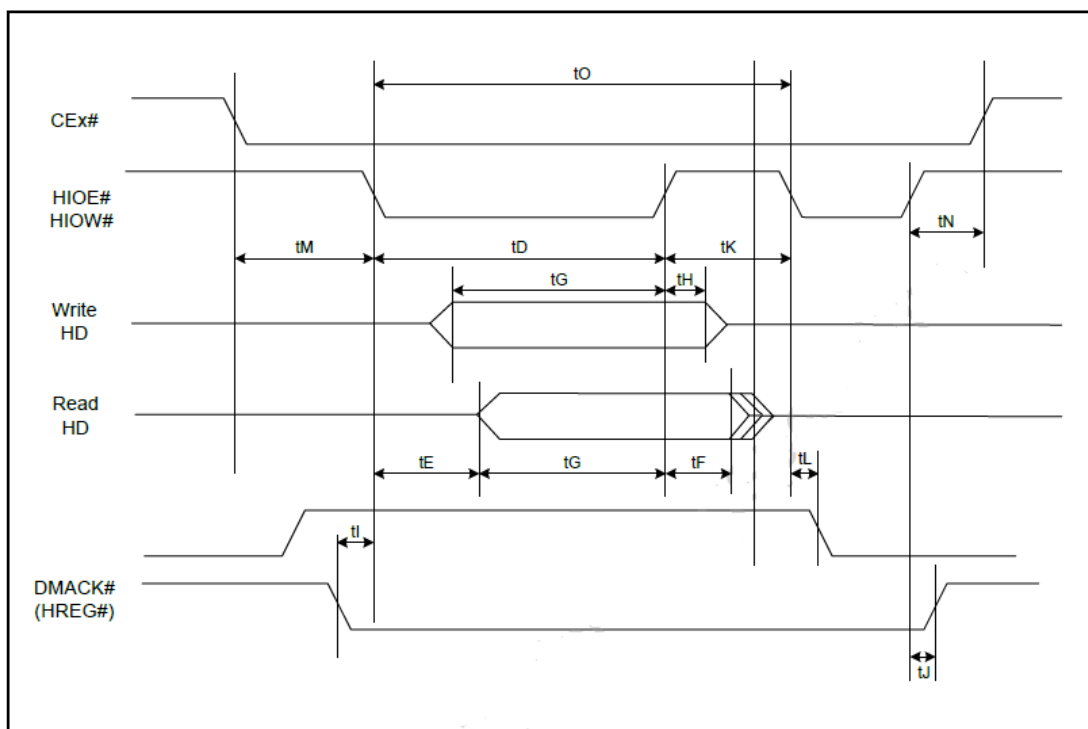 tO
CEx#
HIOE#
HIOW#
tN
tM
tD
tK
tG
tH
Write
HD
Read
HD
tE
tG
tF
tL
tI
DMACK#
(HREG#)
tJ